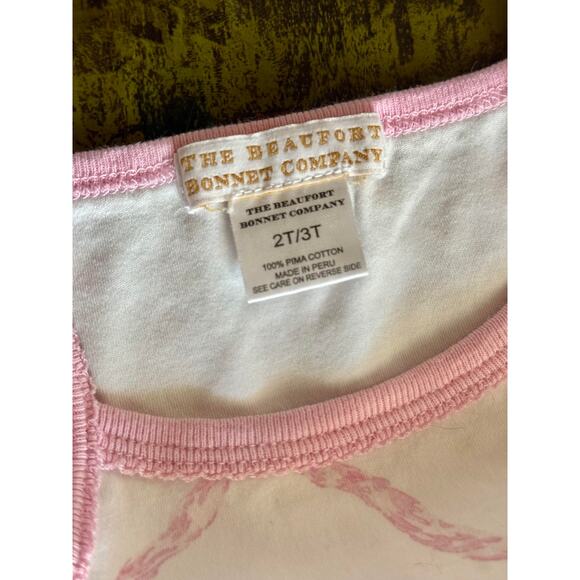 THE BEAUFORT
BONNET COMPANY
THE BEAUFORT
BONNET COMPANY
2T/3T
100% PIMA COTTON
MADE IN PERU
SEE CARE ON REVERSE SIDE